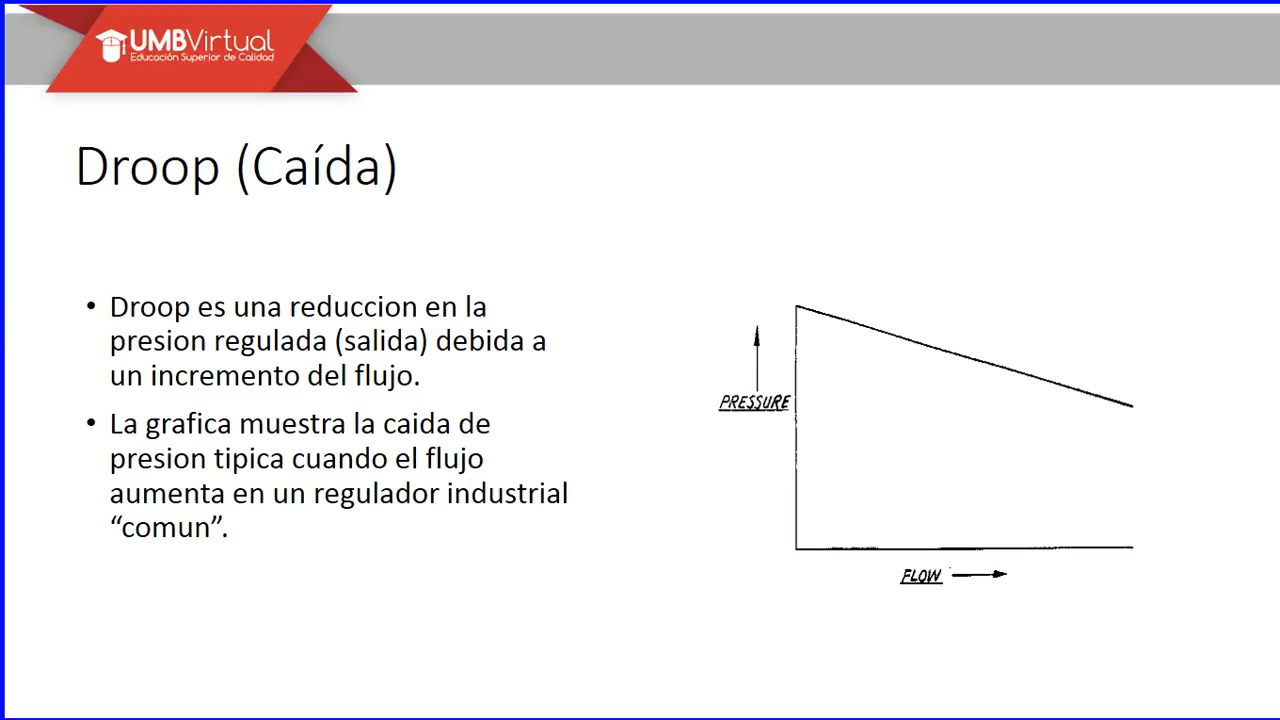 UMBVirtual
Educación Superior de Calidad
Droop (Caída)
• Droop es una reduccion en la
presion regulada (salida) debida a
un incremento del flujo.
• La grafica muestra la caida de
presion tipica cuando el flujo
aumenta en un regulador industrial
“comun”.
PRESSURE
FLOW